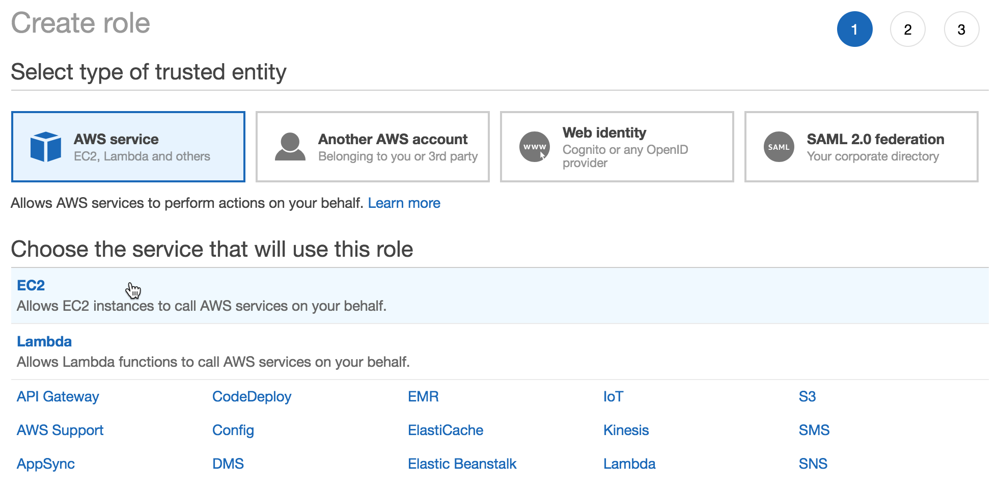 Create role
1 2 3
Select type of trusted entity
AWS service
EC2, Lambda and others
Another AWS account
Belonging to you or 3rd party
www
Web identity
Cognito or any OpenID
provider
SAML
SAML 2.0 federation
Your corporate directory
Allows AWS services to perform actions on your behalf. Learn more
Choose the service that will use this role
EC2
Allows EC2 instances to call AWS services on your behalf.
Lambda
Allows Lambda functions to call AWS services on your behalf.
API Gateway CodeDeploy EMR IoT S3
AWS Support Config ElastiCache Kinesis SMS
AppSync DMS Elastic Beanstalk Lambda SNS